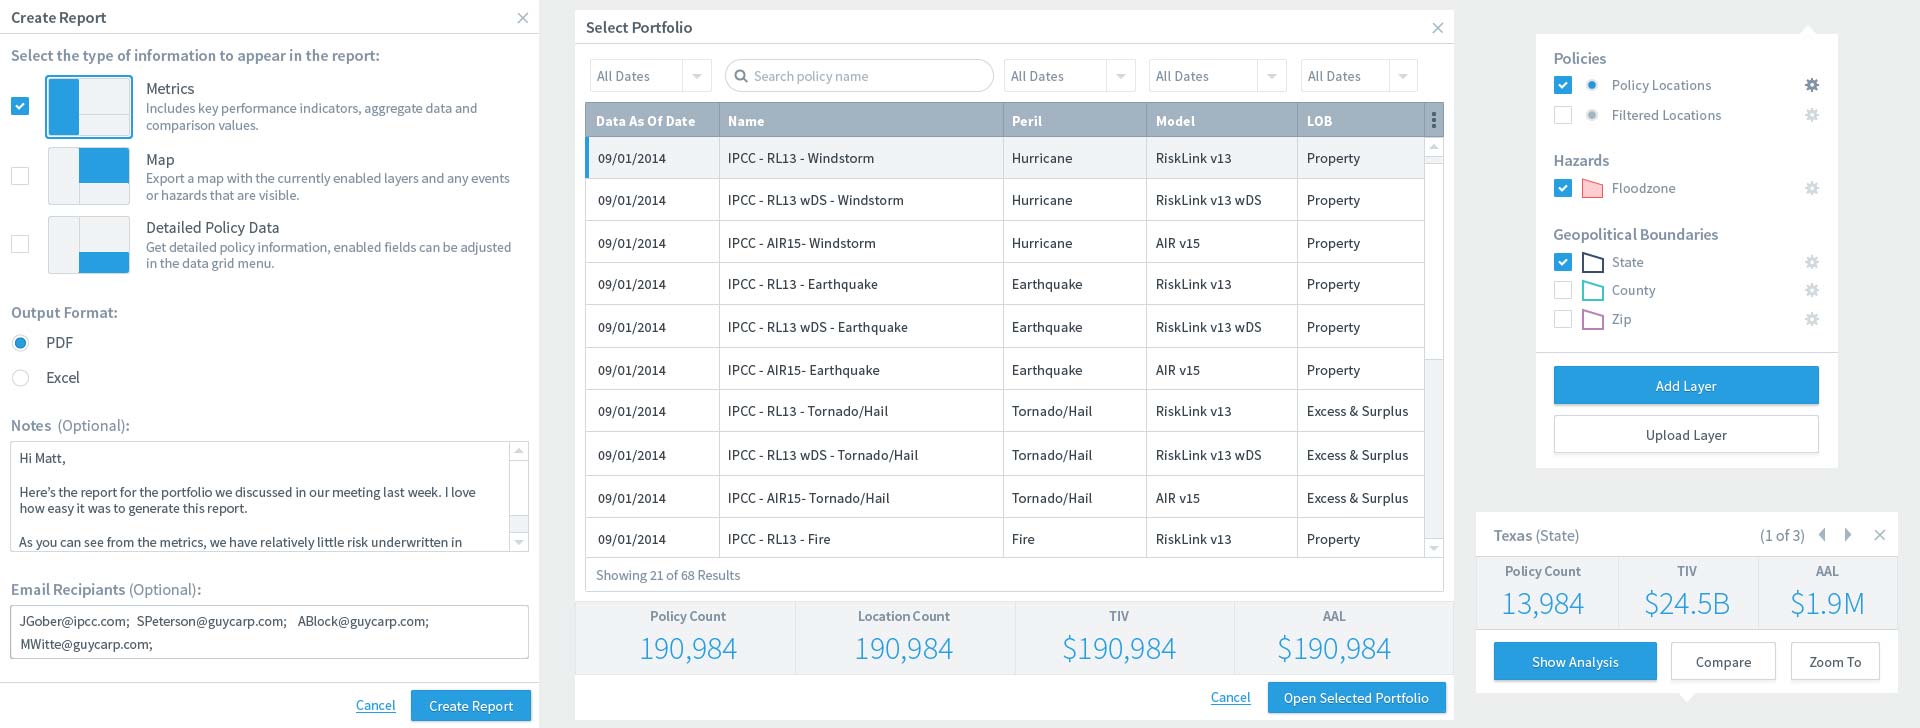 Create Report
Select the type of information to appear in the report:
Metrics
Includes key performance indicators, aggregate data and
comparison values.
Map
Export a map with the currently enabled layers and any events
or hazards that are visible.
Detailed Policy Data
Get detailed policy information, enabled fields can be adjusted
in the data grid menu.
Output Format:
PDF
Excel
Notes (Optional):
Hi Matt,
Here's the report for the portfolio we discussed in our meeting last week. I love
how easy it was to generate this report.
As you can see from the metrics, we have relatively little risk underwritten in
Email Recipiants (Optional):
JGober@ipcc.com; SPeterson@guycarp.com; ABlock@guycarp.com;
MWitte@guycarp.com;
Cancel Create Report
Select Portfolio
All Dates Search policy name All Dates All Dates All Dates
Data As Of Date Name Peril Model LOB
09/01/2014 IPCC - RL13 - Windstorm Hurricane RiskLink v13 Property
09/01/2014 IPCC - RL13 wDS - Windstorm Hurricane RiskLink v13 wDS Property
09/01/2014 IPCC - AIR15- Windstorm Hurricane AIR v15 Property
09/01/2014 IPCC - RL13 - Earthquake Earthquake RiskLink v13 Property
09/01/2014 IPCC - RL13 wDS - Earthquake Earthquake RiskLink v13 wDS Property
09/01/2014 IPCC - AIR15- Earthquake Earthquake AIR v15 Property
09/01/2014 IPCC - RL13 - Tornado/Hail Tornado/Hail RiskLink v13 Excess & Surplus
09/01/2014 IPCC - RL13 wDS - Tornado/Hail Tornado/Hail RiskLink v13 wDS Excess & Surplus
09/01/2014 IPCC - AIR15- Tornado/Hail Tornado/Hail AIR v15 Excess & Surplus
09/01/2014 IPCC - RL13 - Fire Fire RiskLink v13 Property
Showing 21 of 68 Results
Policy Count Location Count TIV AAL
190,984 190,984 $190,984 $190,984
Cancel Open Selected Portfolio
Policies
Policy Locations
Filtered Locations
Hazards
Floodzone
Geopolitical Boundaries
State
County
Zip
Add Layer
Upload Layer
Texas (State) (1 of 3)
Policy Count TIV AAL
13,984 $24.5B $1.9M
Show Analysis Compare Zoom To